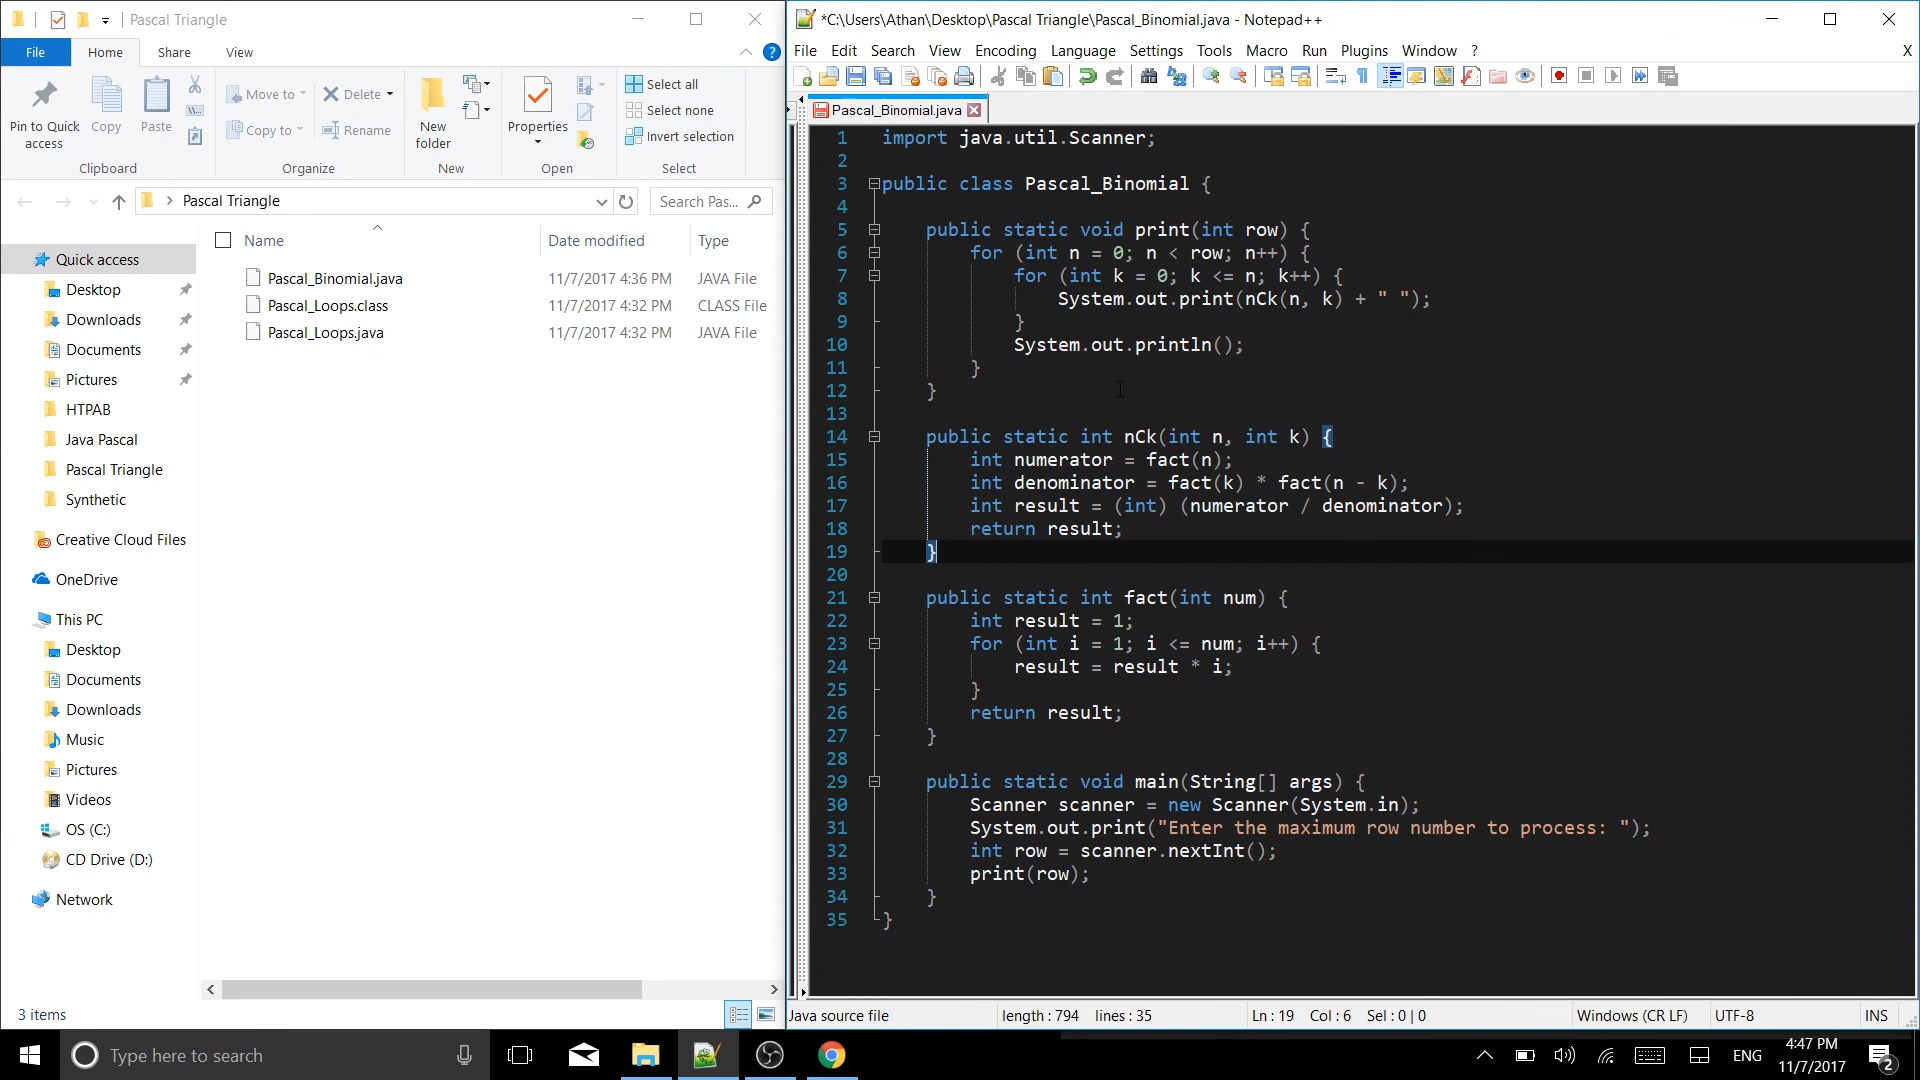 Pascal Triangle
File Home Share View
Pin to Quick access
Copy
Paste
Clipboard
Move to
Copy to
Delete
Rename
Organize
New folder
New
Properties
Open
Select all
Select none
Invert selection
Select
Pascal Triangle
Search Pas...
Name Date modified Type
Pascal_Binomial.java 11/7/2017 4:36 PM JAVA File
Pascal_Loops.class 11/7/2017 4:32 PM CLASS File
Pascal_Loops.java 11/7/2017 4:32 PM JAVA File
Quick access
Desktop
Downloads
Documents
Pictures
HTPAB
Java Pascal
Pascal Triangle
Synthetic
Creative Cloud Files
OneDrive
This PC
Desktop
Documents
Downloads
Music
Pictures
Videos
OS (C:)
CD Drive (D:)
Network
3 items
*C:\Users\Athan\Desktop\Pascal Triangle\Pascal_Binomial.java - Notepad++
File Edit Search View Encoding Language Settings Tools Macro Run Plugins Window ? X
Pascal_Binomial.java
1 import java.util.Scanner;
2
3 public class Pascal_Binomial {
4
5 public static void print(int row) {
6 for (int n = 0; n < row; n++) {
7 for (int k = 0; k <= n; k++) {
8 System.out.print(nCk(n, k) + " ");
9 }
10 System.out.println();
11 }
12 }
13
14 public static int nCk(int n, int k) {
15 int numerator = fact(n);
16 int denominator = fact(k) * fact(n - k);
17 int result = (int) (numerator / denominator);
18 return result;
19 }
20
21 public static int fact(int num) {
22 int result = 1;
23 for (int i = 1; i <= num; i++) {
24 result = result * i;
25 }
26 return result;
27 }
28
29 public static void main(String[] args) {
30 Scanner scanner = new Scanner(System.in);
31 System.out.print("Enter the maximum row number to process: ");
32 int row = scanner.nextInt();
33 print(row);
34 }
35 }
Java source file length : 794 lines : 35 Ln : 19 Col : 6 Sel : 0 | 0 Windows (CR LF) UTF-8 INS
Type here to search
ENG
4:47 PM
11/7/2017
2